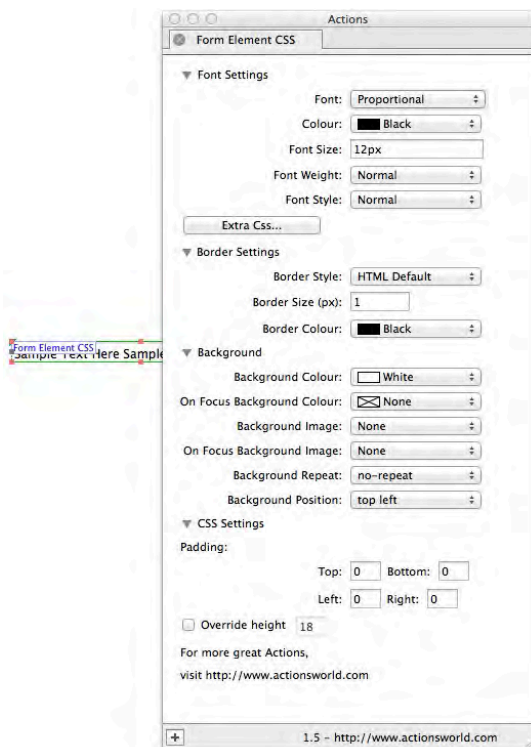 Actions
Form Element CSS
Font Settings
Font: Proportional
Colour: Black
Font Size: 12px
Font Weight: Normal
Font Style: Normal
Extra Css...
Border Settings
Border Style: HTML Default
Border Size (px): 1
Border Colour: Black
Form Element CSS
Sample Text Here Sample
Background
Background Colour: White
On Focus Background Colour: None
Background Image: None
On Focus Background Image: None
Background Repeat: no-repeat
Background Position: top left
CSS Settings
Padding:
Top: 0 Bottom: 0
Left: 0 Right: 0
Override height 18
For more great Actions,
visit http://www.actionsworld.com
1.5 - http://www.actionsworld.com